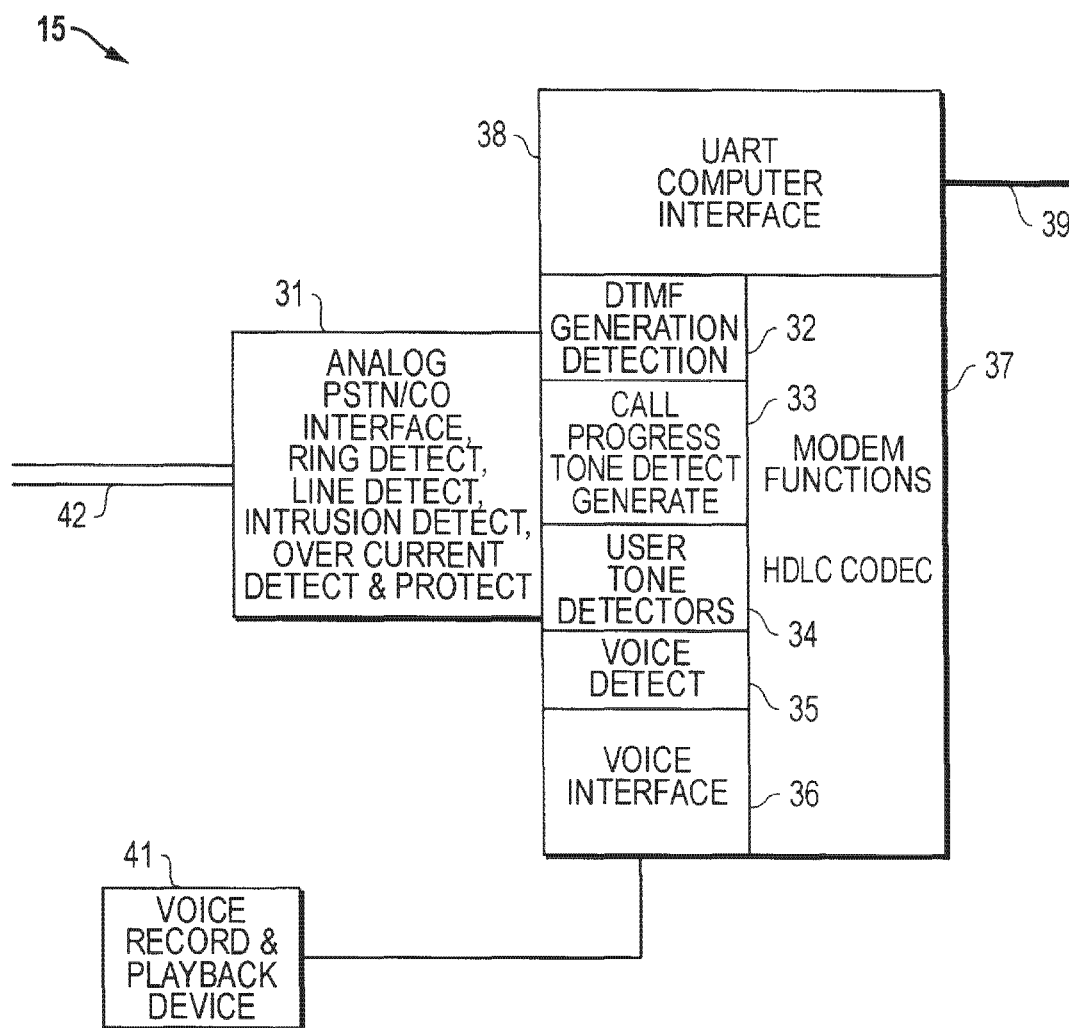 15
38
UART
COMPUTER
INTERFACE
39
31
ANALOG
PSTN/CO
INTERFACE,
RING DETECT,
LINE DETECT,
INTRUSION DETECT,
OVER CURRENT
DETECT & PROTECT
42
DTMF
GENERATION
DETECTION
32
CALL
PROGRESS
TONE DETECT
GENERATE
33
USER
TONE
DETECTORS
34
VOICE
DETECT
35
VOICE
INTERFACE
36
MODEM
FUNCTIONS
HDLC CODEC
37
41
VOICE
RECORD &
PLAYBACK
DEVICE